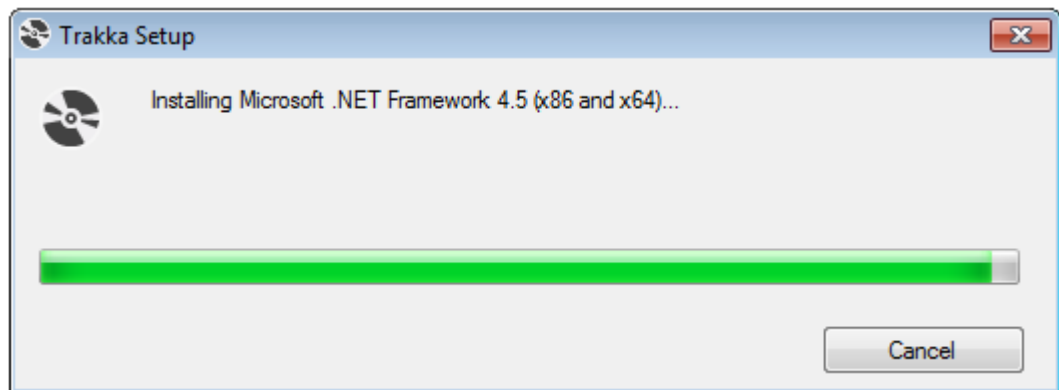 Trakka Setup
Installing Microsoft .NET Framework 4.5 (x86 and x64)...
Cancel